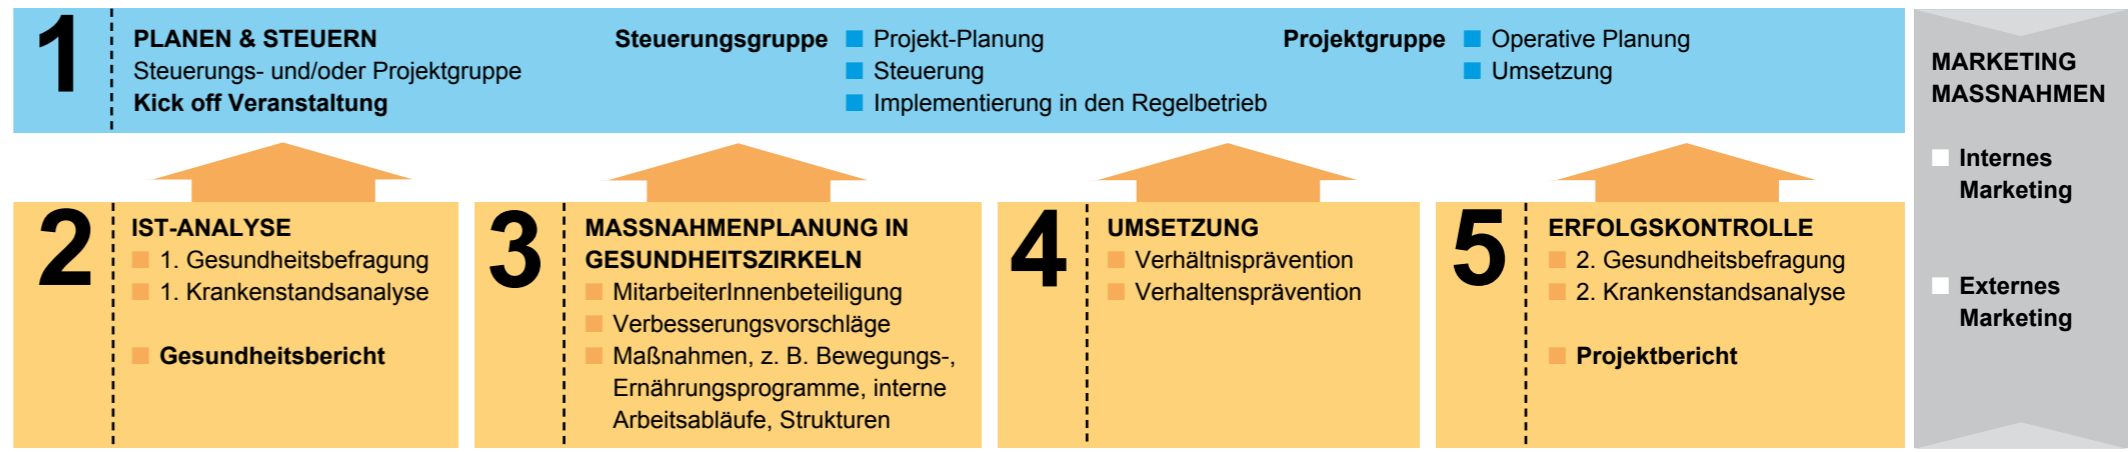 1
PLANEN & STEUERN
Steuerungs- und/oder Projektgruppe
Kick off Veranstaltung
Steuerungsgruppe
Projekt-Planung
Steuerung
Implementierung in den Regelbetrieb
Projektgruppe
Operative Planung
Umsetzung
2
IST-ANALYSE
1. Gesundheitsbefragung
1. Krankenstandsanalyse
Gesundheitsbericht
3
MASSNAHMENPLANUNG IN
GESUNDHEITSZIRKELN
MitarbeiterInnenbeteiligung
Verbesserungsvorschläge
Maßnahmen, z. B. Bewegungs-,
Ernährungsprogramme, interne
Arbeitsabläufe, Strukturen
4
UMSETZUNG
Verhältnisprävention
Verhaltensprävention
5
ERFOLGSKONTROLLE
2. Gesundheitsbefragung
2. Krankenstandsanalyse
Projektbericht
MARKETING
MASSNAHMEN
Internes
Marketing
Externes
Marketing